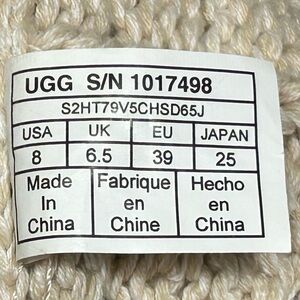 UGG S/N 1017498
S2HT79V5CHSD65J
USA UK EU JAPAN
8 6.5 39 25
Made Fabrique Hecho
In en en
China Chine China